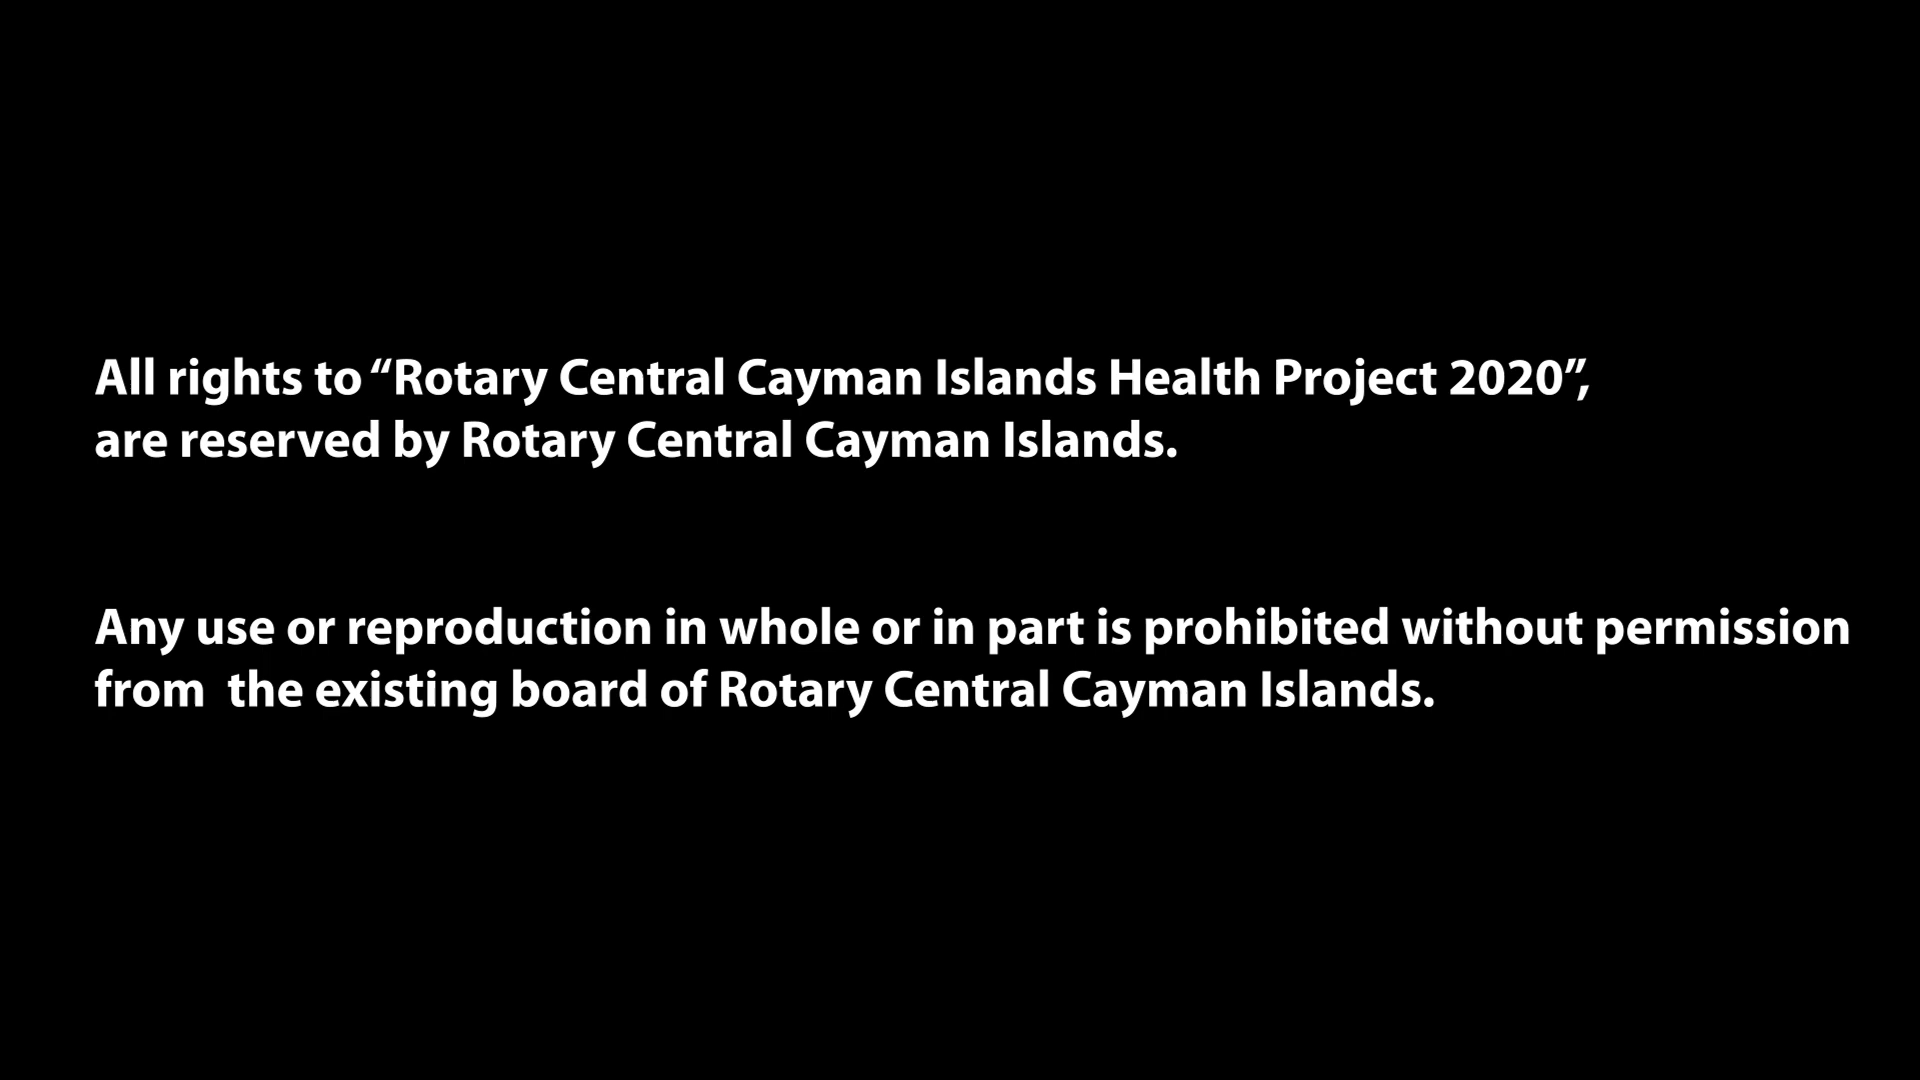 All rights to “Rotary Central Cayman Islands Health Project 2020”,
are reserved by Rotary Central Cayman Islands.
Any use or reproduction in whole or in part is prohibited without permission
from  the existing board of Rotary Central Cayman Islands.